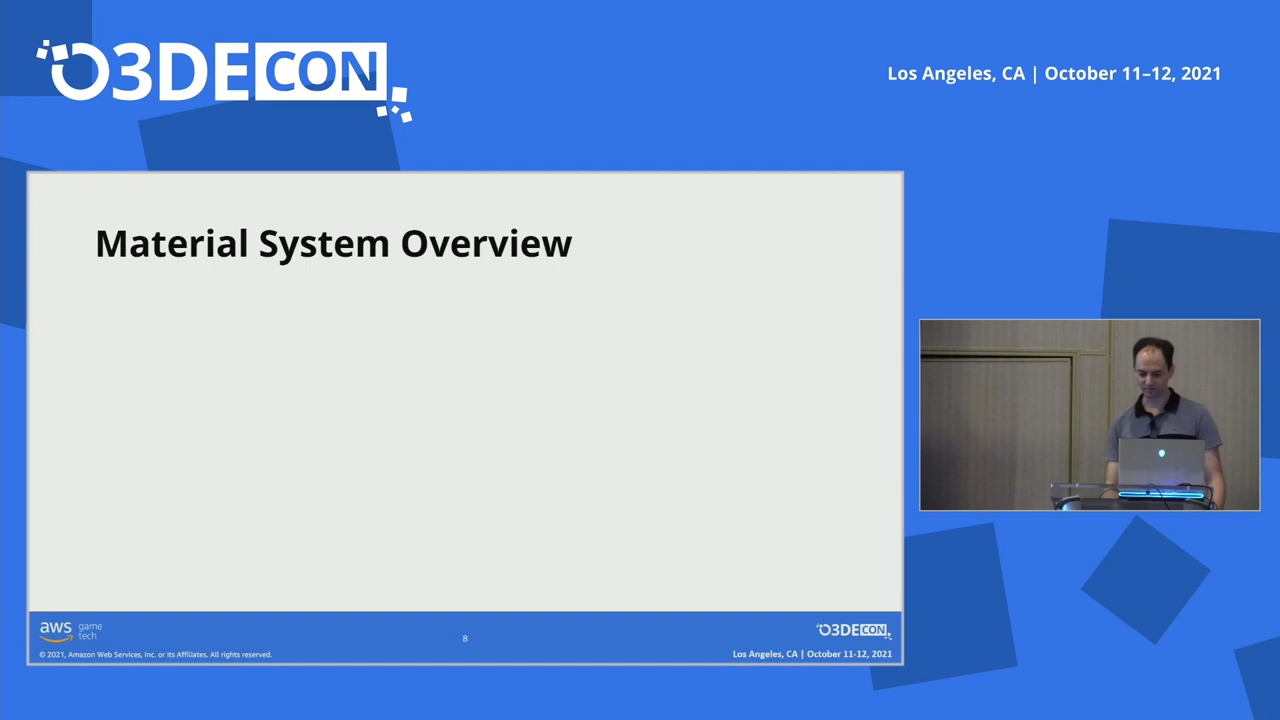 O3DECON
Los Angeles, CA | October 11–12, 2021
Material System Overview
aws game tech
8
O3DECON
© 2021, Amazon Web Services, Inc. or its Affiliates. All rights reserved.
Los Angeles, CA | October 11-12, 2021